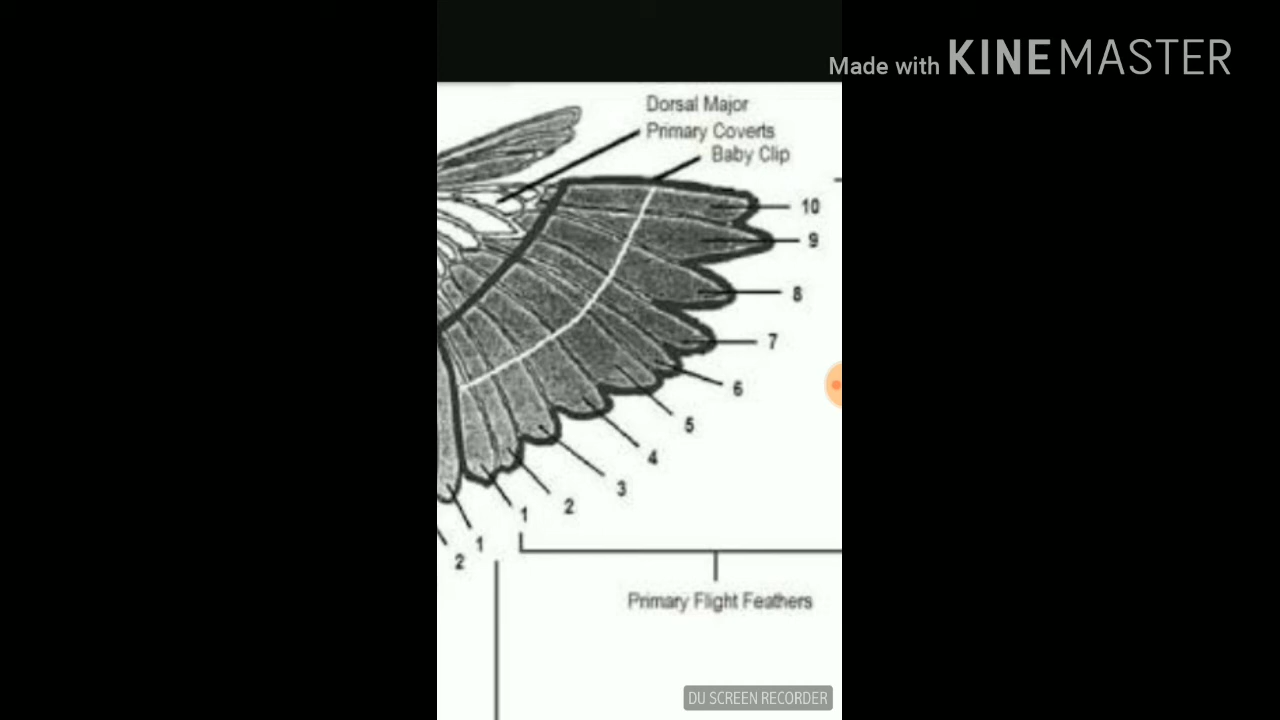 Made with KINEMASTER
Dorsal Major
Primary Coverts
Baby Clip
10
9
8
7
6
5
4
3
2
1
1
2
Primary Flight Feathers
DU SCREEN RECORDER